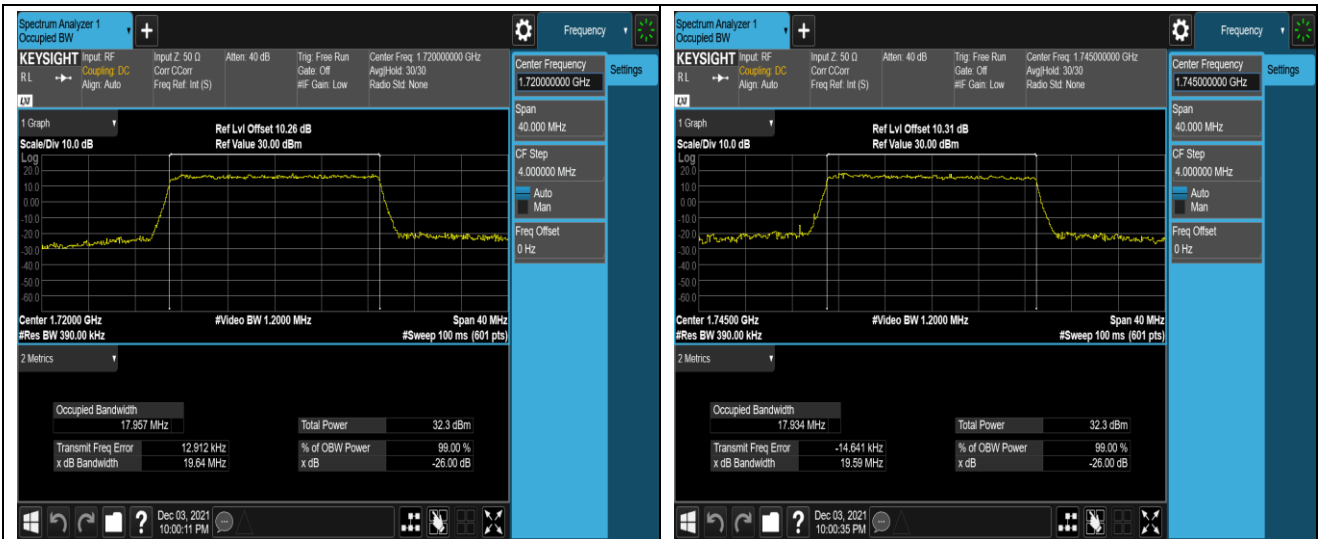 Spectrum Analyzer 1
Occupied BW
Frequency
KEYSIGHT Input: RF
R L
Coupling: DC
Align: Auto
Input Z: 50 Ω
Corr CCorr
Freq Ref: Int (S)
Atten: 40 dB
Trig: Free Run
Gate: Off
#IF Gain: Low
Center Freq: 1.720000000 GHz
Avg|Hold: 30/30
Radio Std: None
LXI
Center Frequency
1.720000000 GHz
Settings
Span
40.000 MHz
CF Step
4.000000 MHz
Auto
Man
Freq Offset
0 Hz
1 Graph
Scale/Div 10.0 dB
Ref Lvl Offset 10.26 dB
Ref Value 30.00 dBm
Log
20.0
10.0
0.00
-10.0
-20.0
-30.0
-40.0
-50.0
-60.0
Center 1.72000 GHz
#Video BW 1.2000 MHz
Span 40 MHz
#Res BW 390.00 kHz
#Sweep 100 ms (601 pts)
2 Metrics
Occupied Bandwidth
17.957 MHz
Total Power 32.3 dBm
Transmit Freq Error 12.912 kHz
% of OBW Power 99.00 %
x dB Bandwidth 19.64 MHz
x dB -26.00 dB
?
Dec 03, 2021
10:00:11 PM
Spectrum Analyzer 1
Occupied BW
Frequency
KEYSIGHT Input: RF
R L
Coupling: DC
Align: Auto
Input Z: 50 Ω
Corr CCorr
Freq Ref: Int (S)
Atten: 40 dB
Trig: Free Run
Gate: Off
#IF Gain: Low
Center Freq: 1.745000000 GHz
Avg|Hold: 30/30
Radio Std: None
LXI
Center Frequency
1.745000000 GHz
Settings
Span
40.000 MHz
CF Step
4.000000 MHz
Auto
Man
Freq Offset
0 Hz
1 Graph
Scale/Div 10.0 dB
Ref Lvl Offset 10.31 dB
Ref Value 30.00 dBm
Log
20.0
10.0
0.00
-10.0
-20.0
-30.0
-40.0
-50.0
-60.0
Center 1.74500 GHz
#Video BW 1.2000 MHz
Span 40 MHz
#Res BW 390.00 kHz
#Sweep 100 ms (601 pts)
2 Metrics
Occupied Bandwidth
17.934 MHz
Total Power 32.3 dBm
Transmit Freq Error -14.641 kHz
% of OBW Power 99.00 %
x dB Bandwidth 19.59 MHz
x dB -26.00 dB
?
Dec 03, 2021
10:00:35 PM